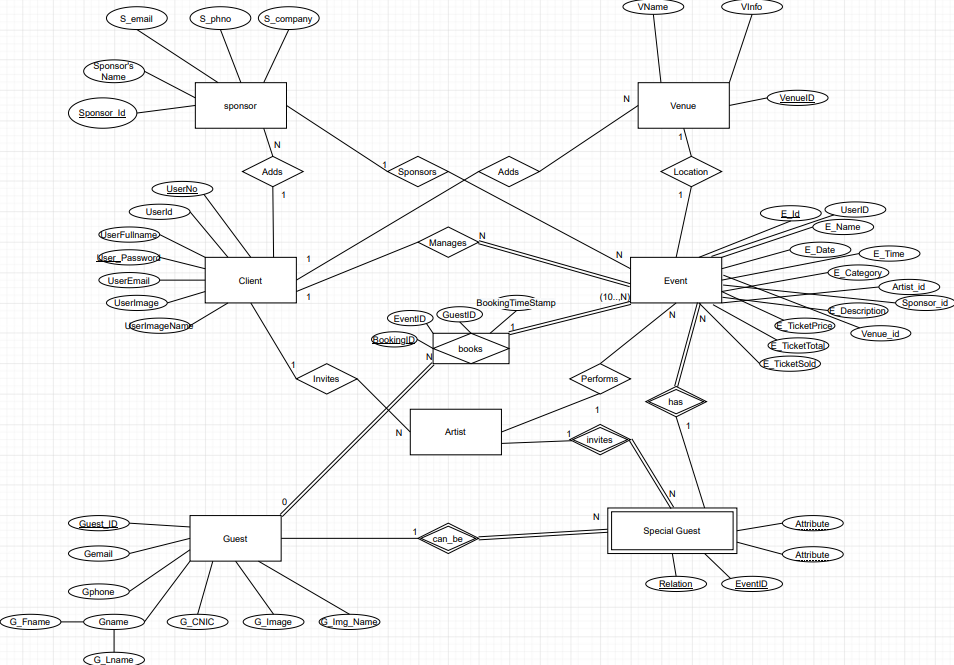 S_email
S_phno
S_company
VName
VInfo
Sponsor's
Name
Sponsor_Id
sponsor
N
Venue
VenueID
N
1
Adds
1
1
Sponsors
Adds
Location
1
UserNo
UserId
UserFullname
User_Password
UserEmail
UserImage
UserImageName
Client
1
1
Manages
N
N
Event
(10..,N)
E_Id
UserID
E_Name
E_Date
E_Time
E_Category
Artist_id
Sponsor_id
E_Description
E_TicketPrice
Venue_id
E_TicketTotal
E_TicketSold
BookingTimeStamp
GuestID
EventID
BookingID
1
books
N
N
N
1
Invites
Performs
1
has
1
N
Artist
1
invites
N
0
Guest_ID
Gemail
Gphone
G_Fname
Gname
G_Lname
G_CNIC
G_Image
G_Img_Name
Guest
1
can_be
N
Special Guest
Attribute
Attribute
Relation
EventID